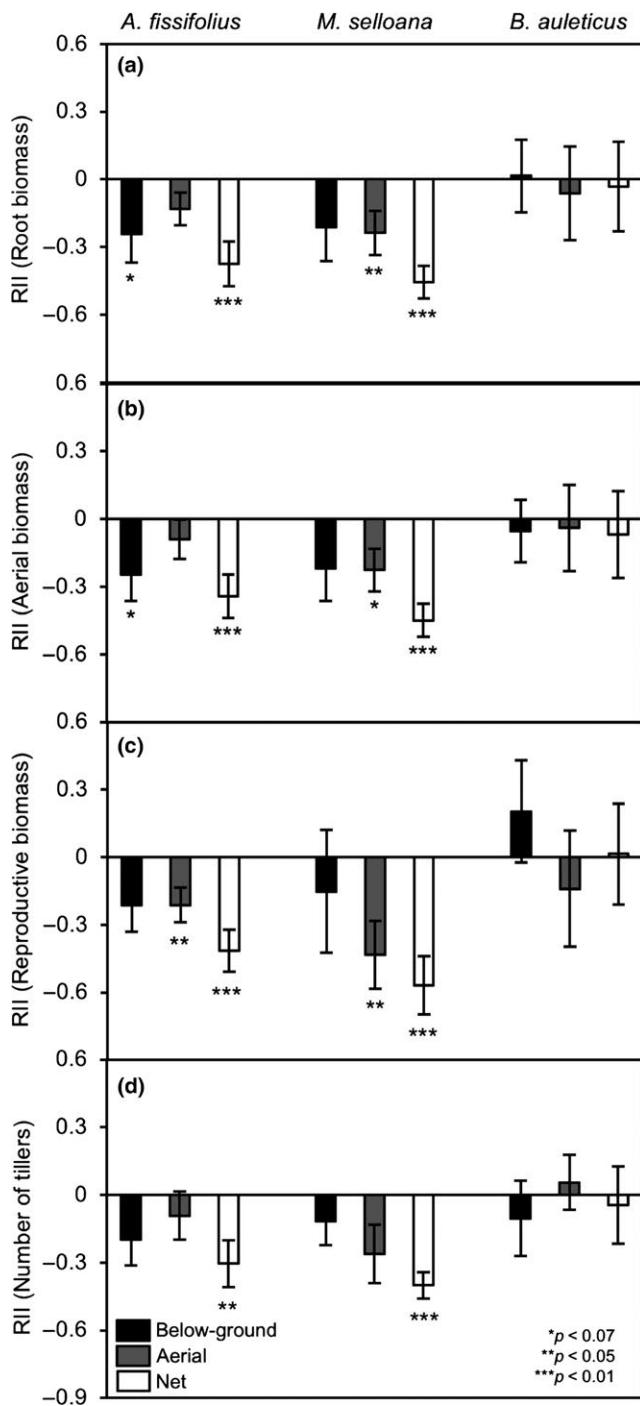 A. fissifolius M. selloana B. auleticus
0.6
(a)
0.3
0
−0.3
−0.6
RII (Root biomass)
* *** ** ***
0.6
(b)
0.3
0
−0.3
−0.6
RII (Aerial biomass)
* *** * ***
0.6
(c)
0.3
0
−0.3
−0.6
RII (Reproductive biomass)
** *** ** ***
0.6
(d)
0.3
0
−0.3
−0.6
−0.9
RII (Number of tillers)
** ***
Below-ground
Aerial
Net
*p < 0.07
**p < 0.05
***p < 0.01